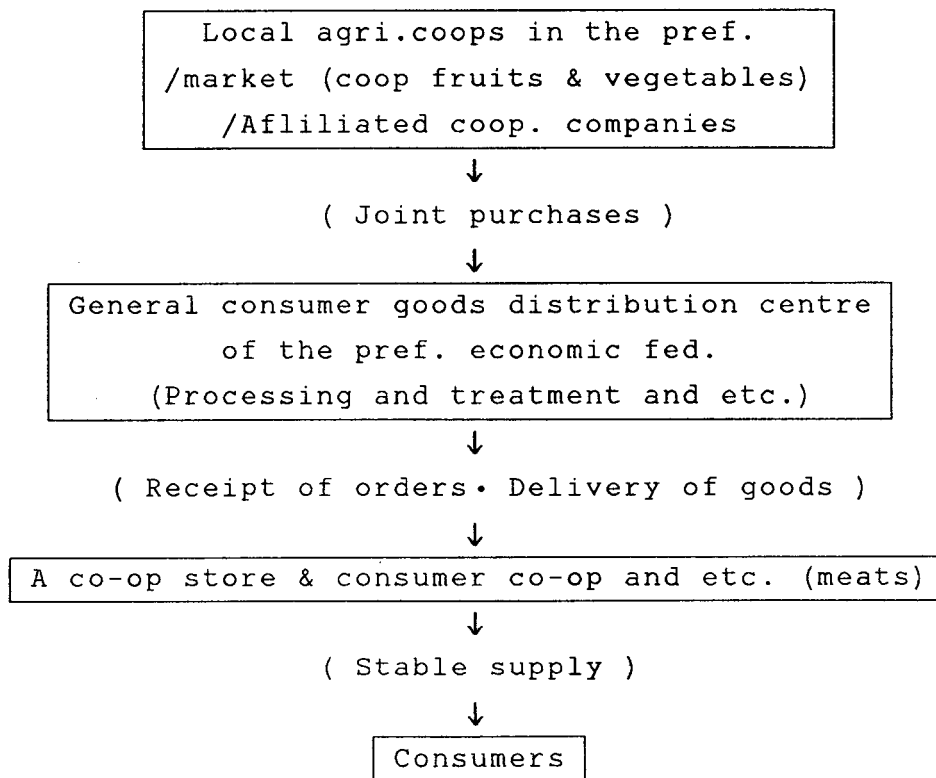 Local agri.coops in the pref.
/market (coop fruits & vegetables)
/Afliliated coop. companies
↓
( Joint purchases )
↓
General consumer goods distribution centre
of the pref. economic fed.
(Processing and treatment and etc.)
↓
( Receipt of orders・ Delivery of goods )
↓
A co-op store & consumer co-op and etc. (meats)
↓
( Stable supply )
↓
Consumers